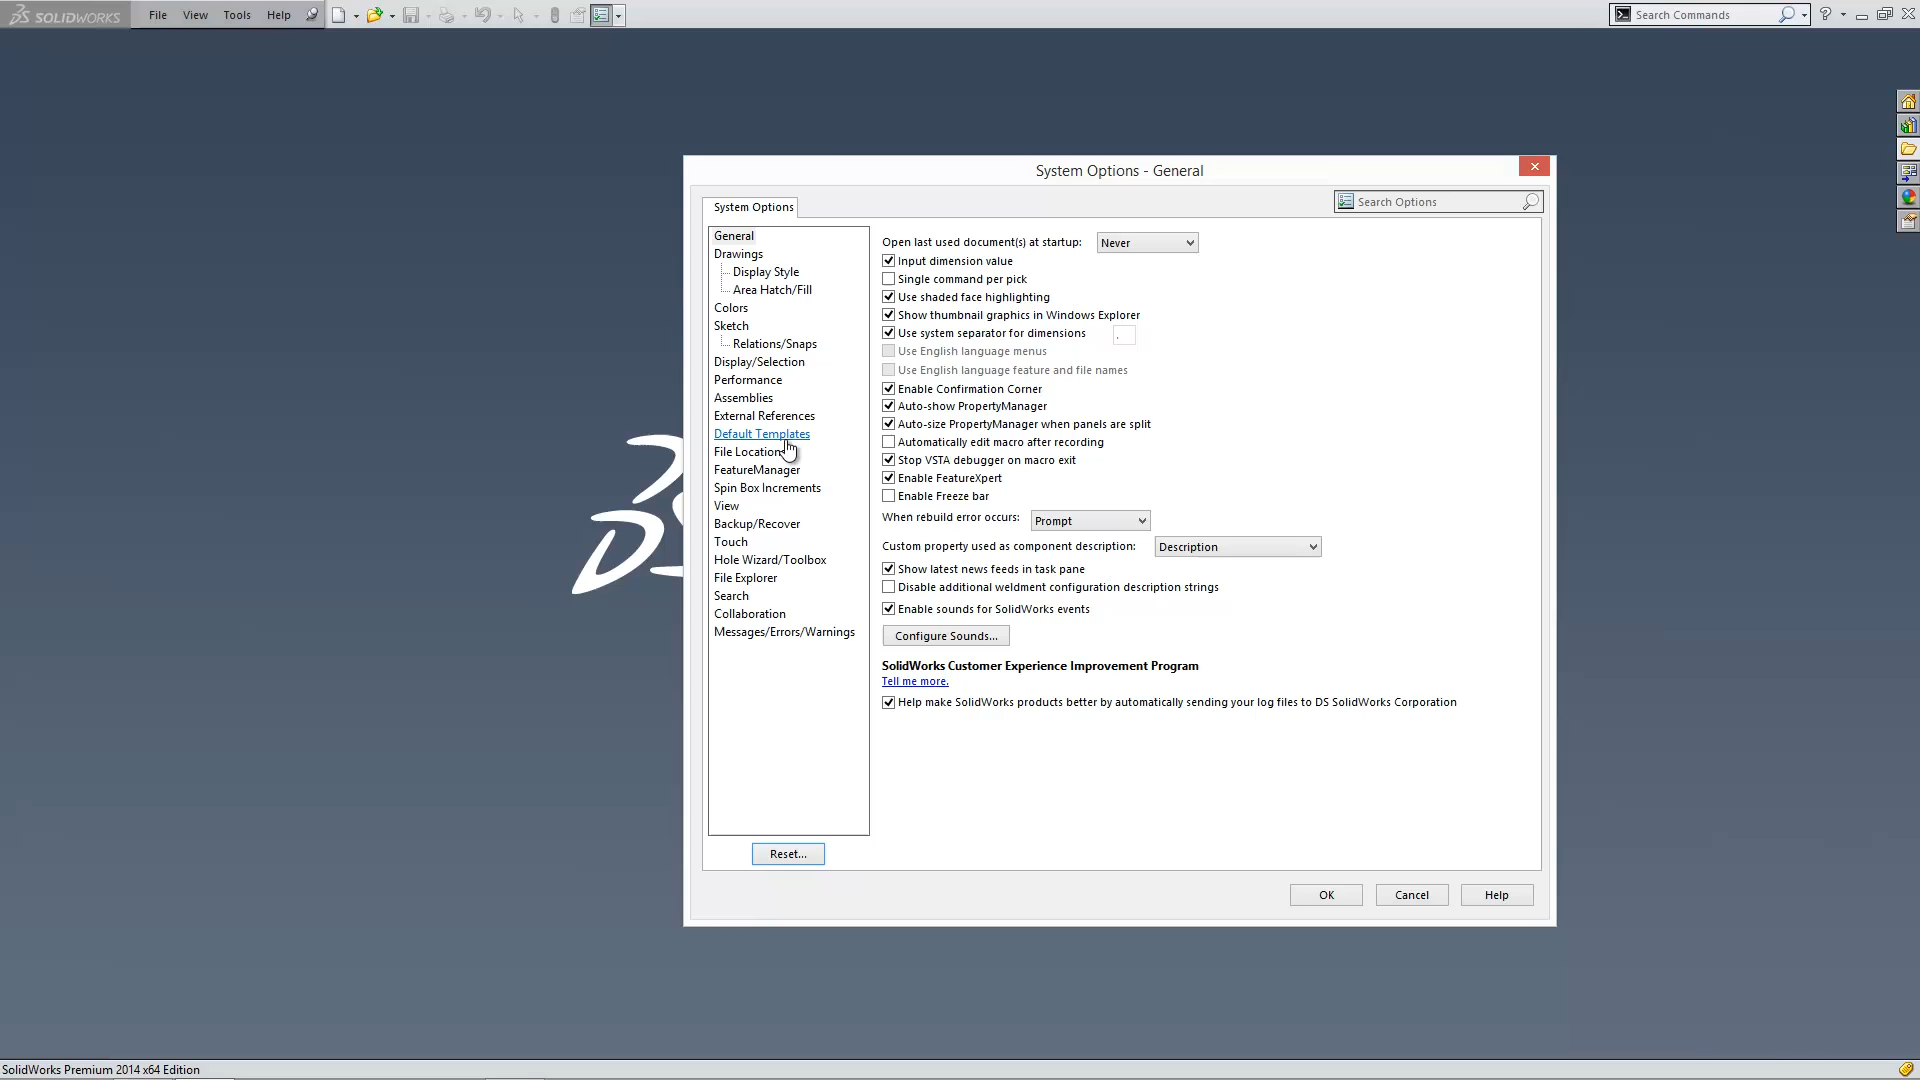 SOLIDWORKS File View Tools Help Search Commands ?
System Options - General
System Options Search Options
General
Drawings
Display Style
Area Hatch/Fill
Colors
Sketch
Relations/Snaps
Display/Selection
Performance
Assemblies
External References
Default Templates
File Location
FeatureManager
Spin Box Increments
View
Backup/Recover
Touch
Hole Wizard/Toolbox
File Explorer
Search
Collaboration
Messages/Errors/Warnings
Reset...
Open last used document(s) at startup: Never
Input dimension value
Single command per pick
Use shaded face highlighting
Show thumbnail graphics in Windows Explorer
Use system separator for dimensions .
Use English language menus
Use English language feature and file names
Enable Confirmation Corner
Auto-show PropertyManager
Auto-size PropertyManager when panels are split
Automatically edit macro after recording
Stop VSTA debugger on macro exit
Enable FeatureXpert
Enable Freeze bar
When rebuild error occurs: Prompt
Custom property used as component description: Description
Show latest news feeds in task pane
Disable additional weldment configuration description strings
Enable sounds for SolidWorks events
Configure Sounds...
SolidWorks Customer Experience Improvement Program
Tell me more.
Help make SolidWorks products better by automatically sending your log files to DS SolidWorks Corporation
OK Cancel Help
SolidWorks Premium 2014 x64 Edition